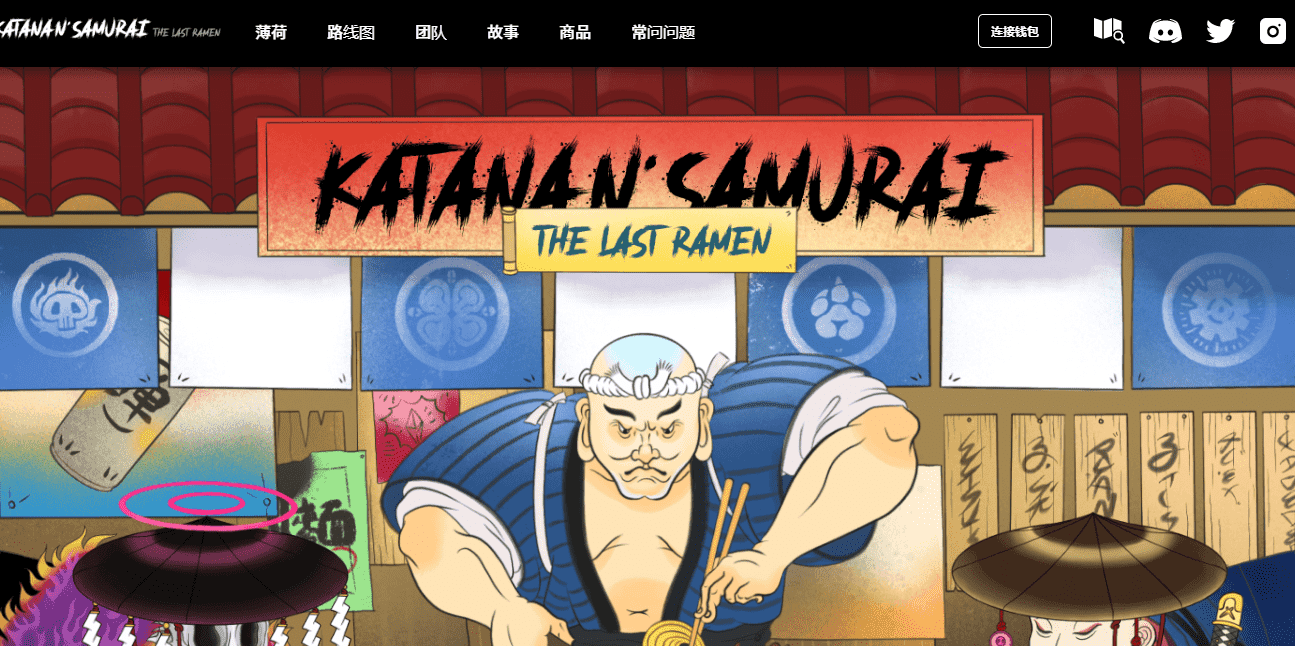 KATANA N' SAMURAI THE LAST RAMEN 薄荷 路线图 团队 故事 商品 常问问题 连接钱包
KATANA N' SAMURAI
THE LAST RAMEN
麺